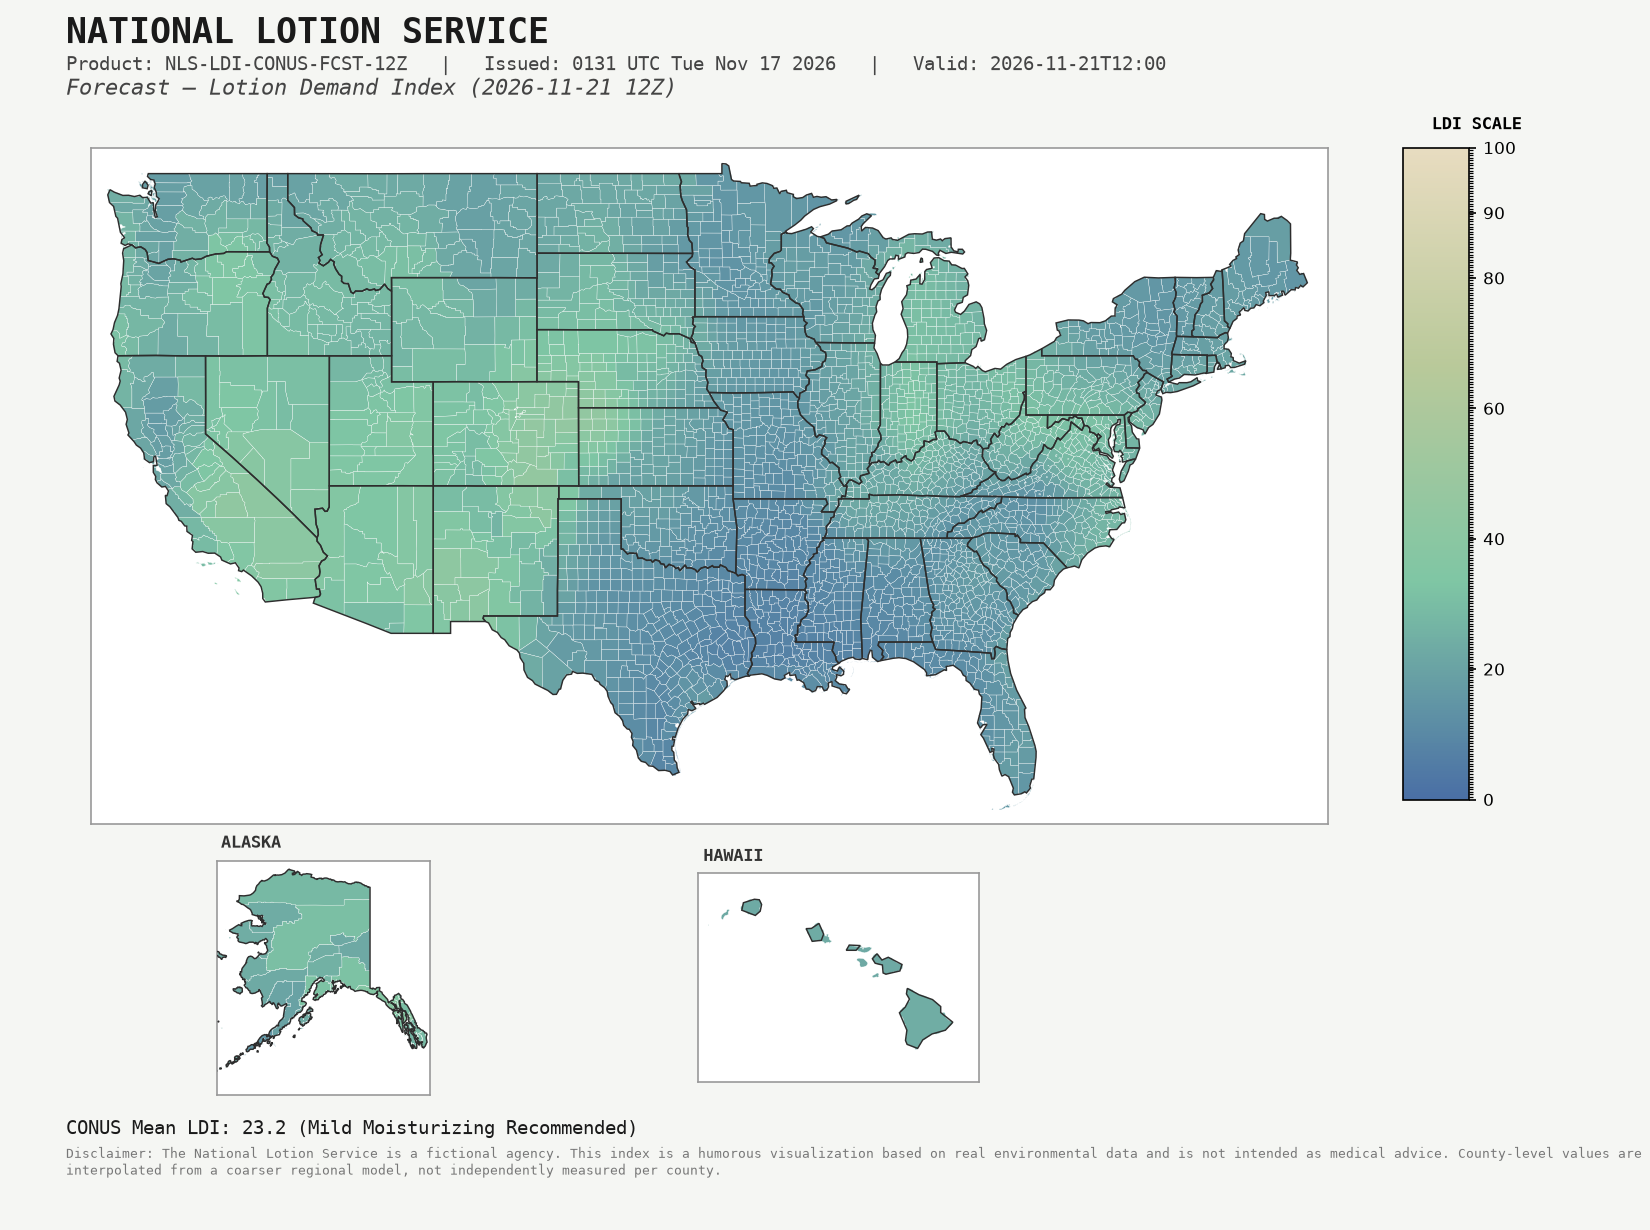 NATIONAL LOTION SERVICE
Product: NLS-LDI-CONUS-FCST-12Z | Issued: 0131 UTC Tue Nov 17 2026 | Valid: 2026-11-21T12:00
Forecast — Lotion Demand Index (2026-11-21 12Z)
LDI SCALE
100
90
80
60
40
20
0
ALASKA
HAWAII
CONUS Mean LDI: 23.2 (Mild Moisturizing Recommended)
Disclaimer: The National Lotion Service is a fictional agency. This index is a humorous visualization based on real environmental data and is not intended as medical advice. County-level values are
interpolated from a coarser regional model, not independently measured per county.